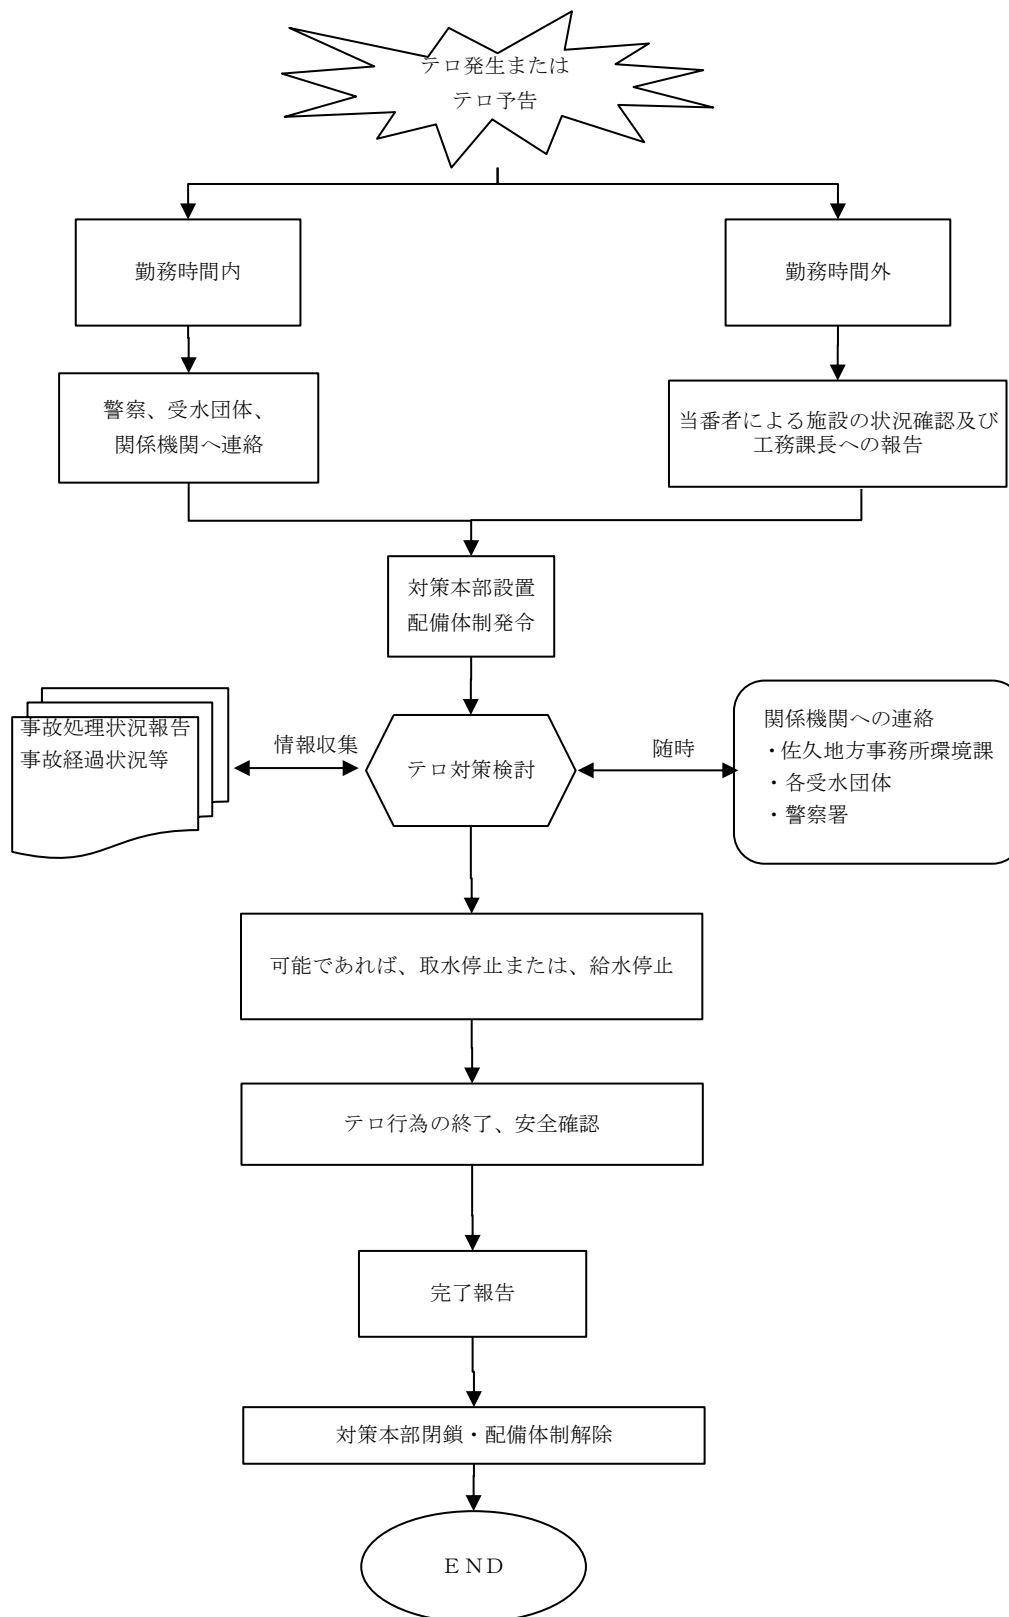 テロ発生または
テロ予告
勤務時間内
勤務時間外
警察、受水団体、
関係機関へ連絡
当番者による施設の状況確認及び
工務課長への報告
対策本部設置
配備体制発令
事故処理状況報告
事故経過状況等
情報収集
テロ対策検討
随時
関係機関への連絡
・佐久地方事務所環境課
・各受水団体
・警察署
可能であれば、取水停止または、給水停止
テロ行為の終了、安全確認
完了報告
対策本部閉鎖・配備体制解除
ＥＮＤ